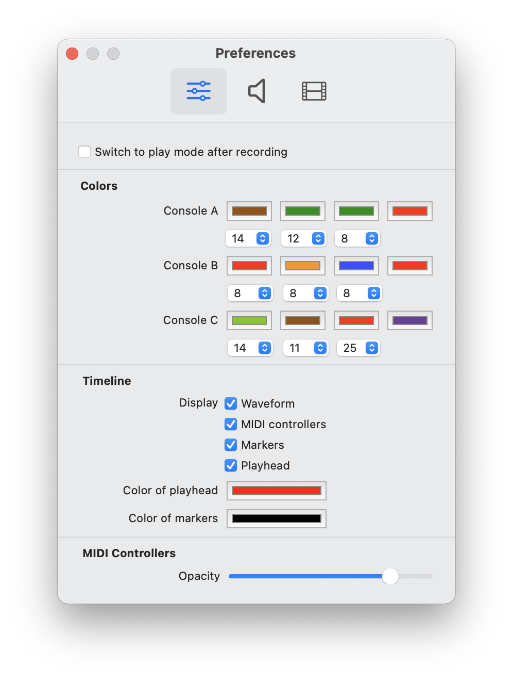 Preferences
Switch to play mode after recording
Colors
Console A
14 12 8
Console B
8 8 8
Console C
14 11 25
Timeline
Display Waveform
MIDI controllers
Markers
Playhead
Color of playhead
Color of markers
MIDI Controllers
Opacity